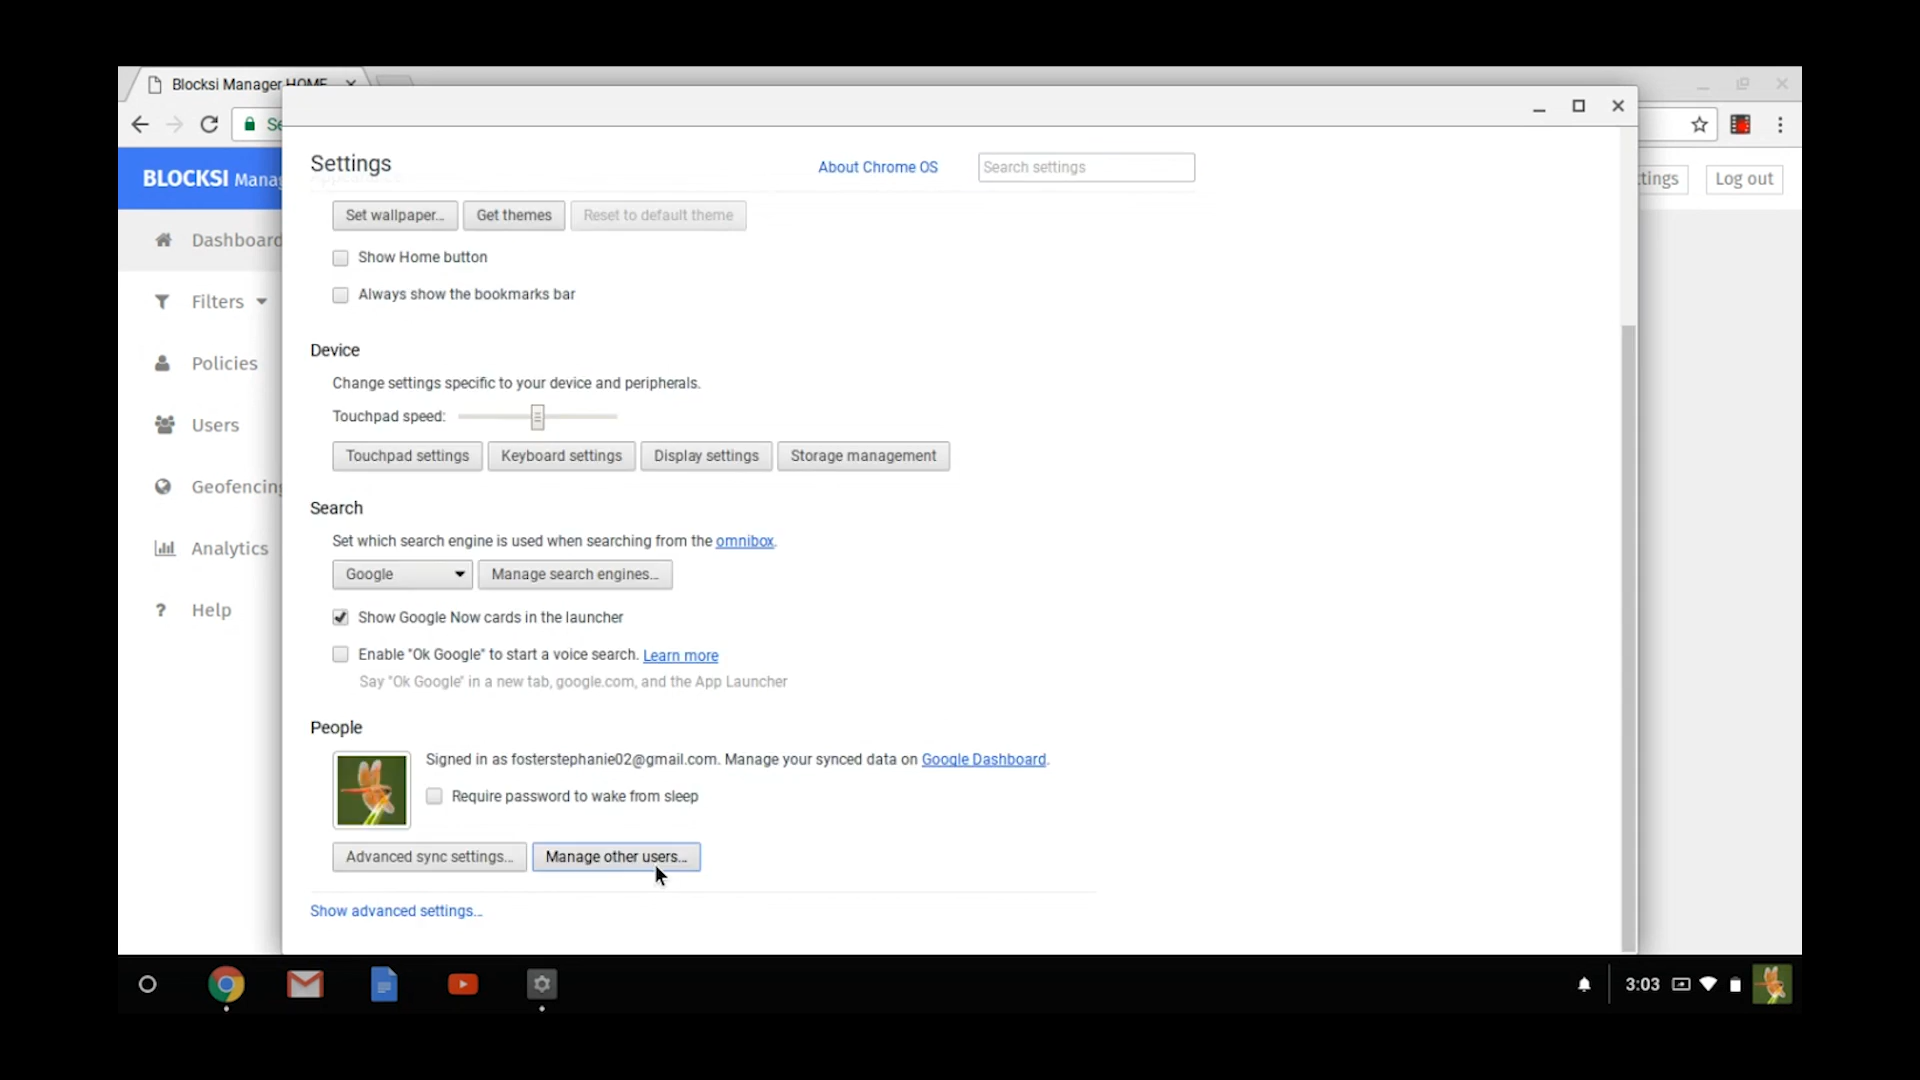 Blocksi Manager HOME
Settings
About Chrome OS
Search settings
BLOCKSI
Log out
Set wallpaper...
Get themes
Reset to default theme
Dashboard
Show Home button
Always show the bookmarks bar
Filters
Device
Policies
Change settings specific to your device and peripherals.
Touchpad speed:
Users
Touchpad settings
Keyboard settings
Display settings
Storage management
Geofencing
Search
Set which search engine is used when searching from the omnibox.
Analytics
Google
Manage search engines...
Help
Show Google Now cards in the launcher
Enable "Ok Google" to start a voice search. Learn more
Say "Ok Google" in a new tab, google.com, and the App Launcher
People
Signed in as fosterstephanie02@gmail.com. Manage your synced data on Google Dashboard.
Require password to wake from sleep
Advanced sync settings...
Manage other users...
Show advanced settings...
3:03